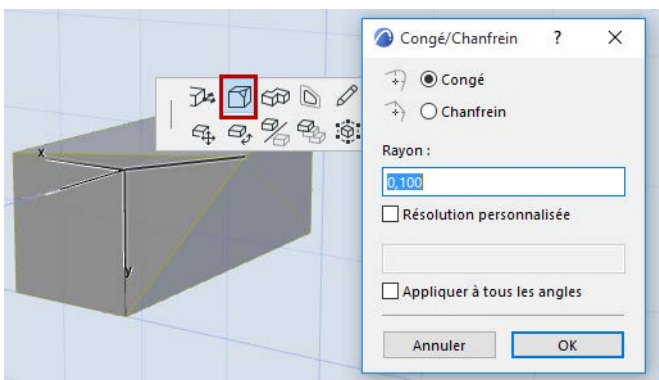 Congé/Chanfrein ?
Congé
Chanfrein
Rayon :
0,100
Résolution personnalisée
Appliquer à tous les angles
Annuler OK
x
y